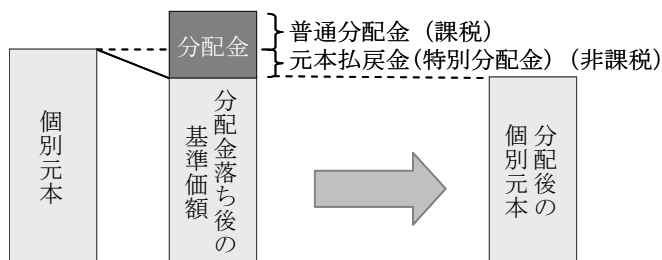 分配金
普通分配金（課税）
元本払戻金(特別分配金)（非課税）
個別元本
分配金落ち後の
基準価額
分配後の
個別元本